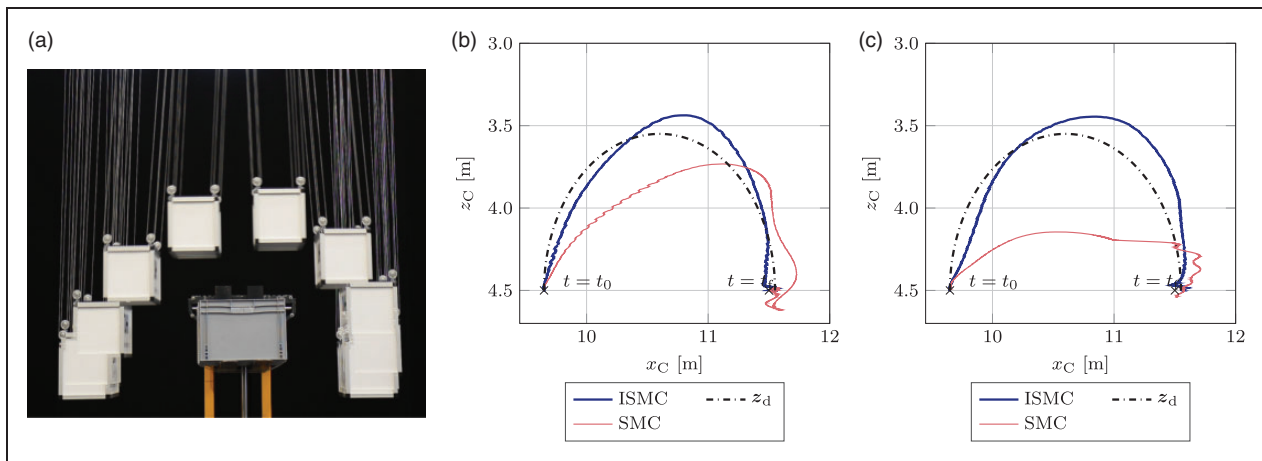 (a)
(b)
3.0
3.5
4.0
4.5
z_C [m]
t = t_0
t = t_f
10
11
12
x_C [m]
ISMC
z_d
SMC
(c)
3.0
3.5
4.0
4.5
z_C [m]
t = t_0
t = t
10
11
12
x_C [m]
ISMC
z_d
SMC